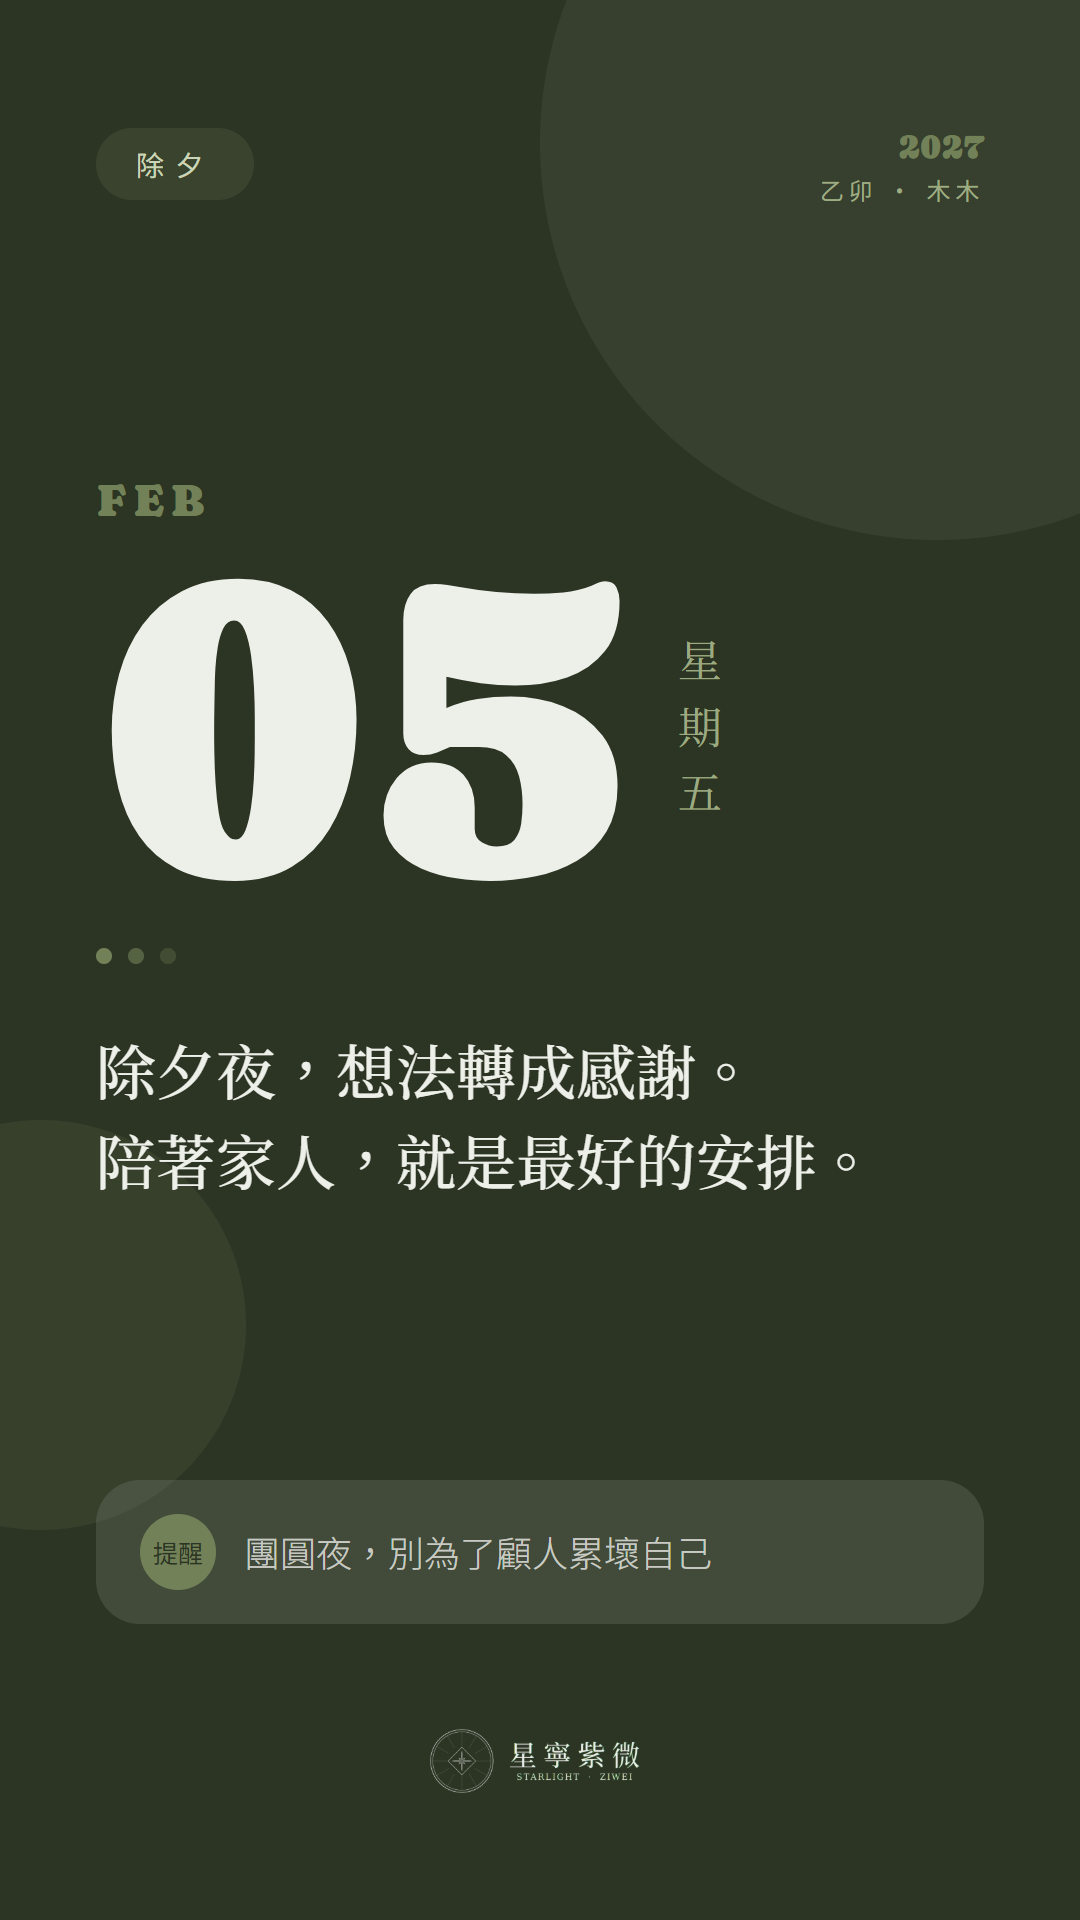 除夕
2027
乙卯 · 木木
FEB
05
星期五
除夕夜，想法轉成感謝。
陪著家人，就是最好的安排。
提醒
團圓夜，別為了顧人累壞自己
星寧紫微
STARLIGHT · ZIWEI